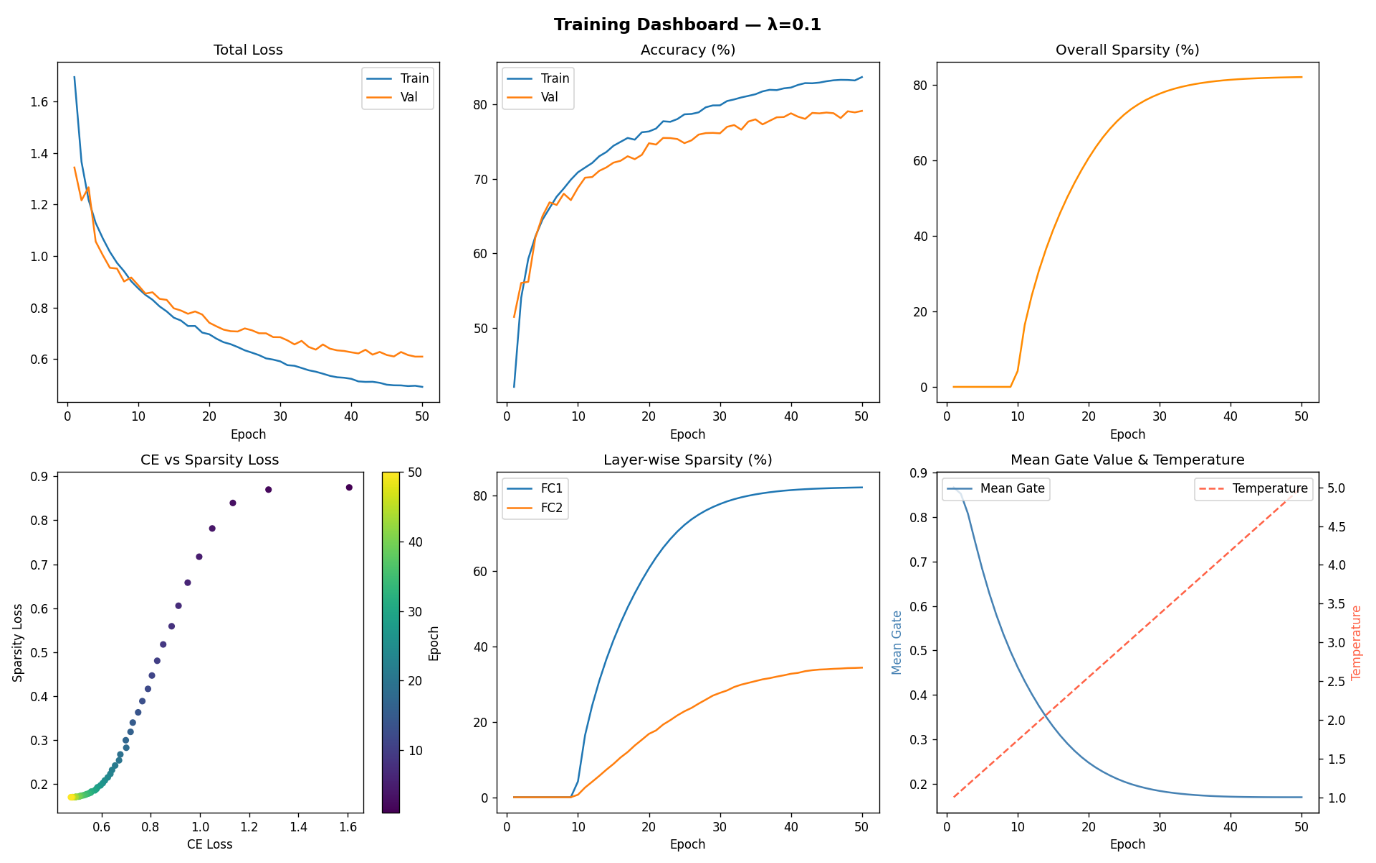 Training Dashboard — λ=0.1
Total Loss
Train
Val
1.6
1.4
1.2
1.0
0.8
0.6
0 10 20 30 40 50
Epoch
Accuracy (%)
Train
Val
80
70
60
50
0 10 20 30 40 50
Epoch
Overall Sparsity (%)
80
60
40
20
0
0 10 20 30 40 50
Epoch
CE vs Sparsity Loss
Sparsity Loss
0.9
0.8
0.7
0.6
0.5
0.4
0.3
0.2
0.6 0.8 1.0 1.2 1.4 1.6
CE Loss
50
40
30
20
10
Epoch
Layer-wise Sparsity (%)
FC1
FC2
80
60
40
20
0
0 10 20 30 40 50
Epoch
Mean Gate Value & Temperature
Mean Gate
Temperature
Mean Gate
0.9
0.8
0.7
0.6
0.5
0.4
0.3
0.2
0 10 20 30 40 50
Epoch
5.0
4.5
4.0
3.5
3.0
2.5
2.0
1.5
1.0
Temperature